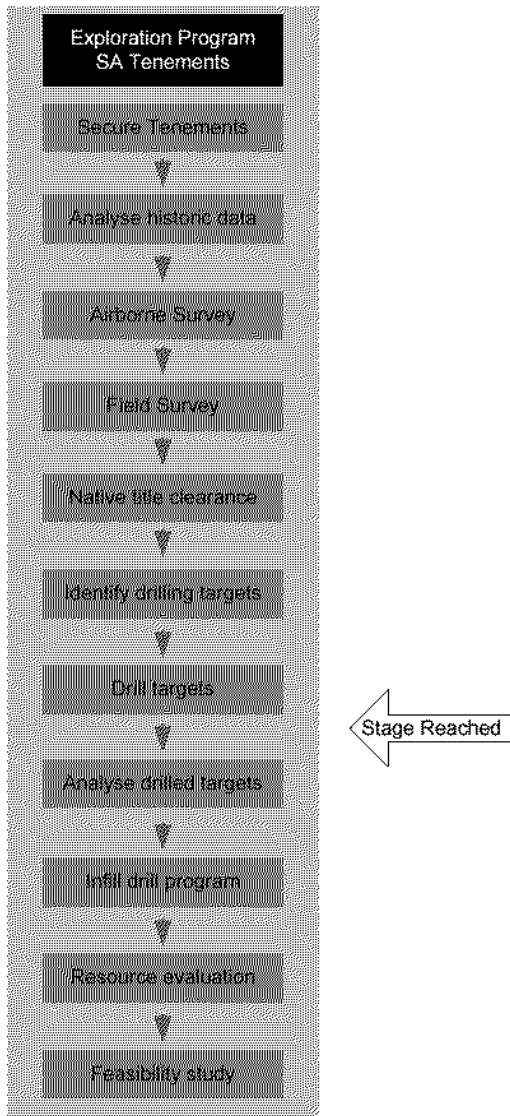 Exploration Program
SA Tenements
Secure Tenements
Analyse historic data
Airborne Survey
Field Survey
Native title clearance
Identify drilling targets
Drill targets
Stage Reached
Analyse drilled targets
Infill drill program
Resource evaluation
Feasibility study